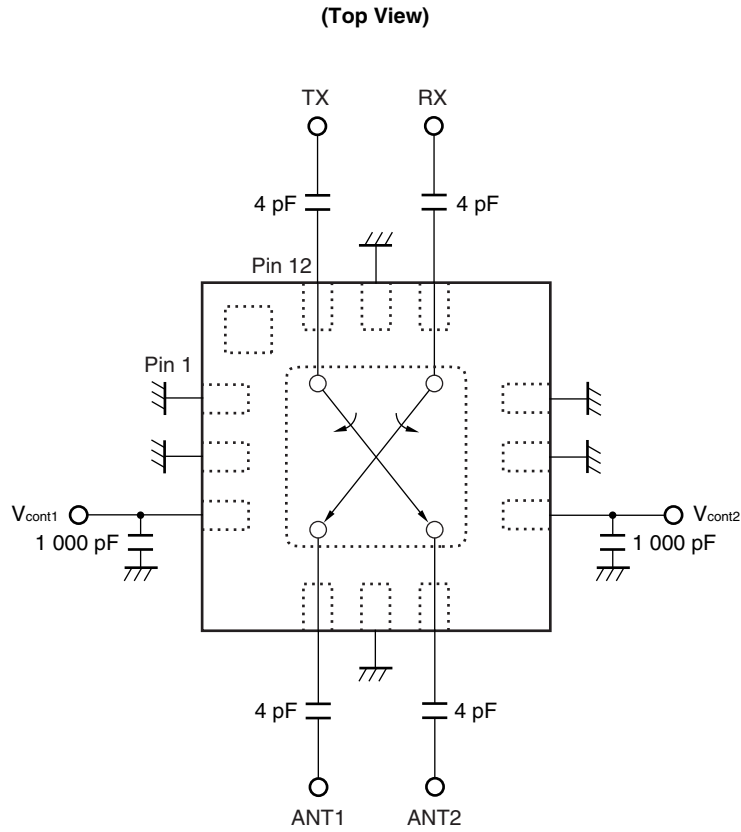 (Top View)
TX RX
4 pF 4 pF
Pin 12
Pin 1
Vcont1 Vcont2
1 000 pF 1 000 pF
4 pF 4 pF
ANT1 ANT2